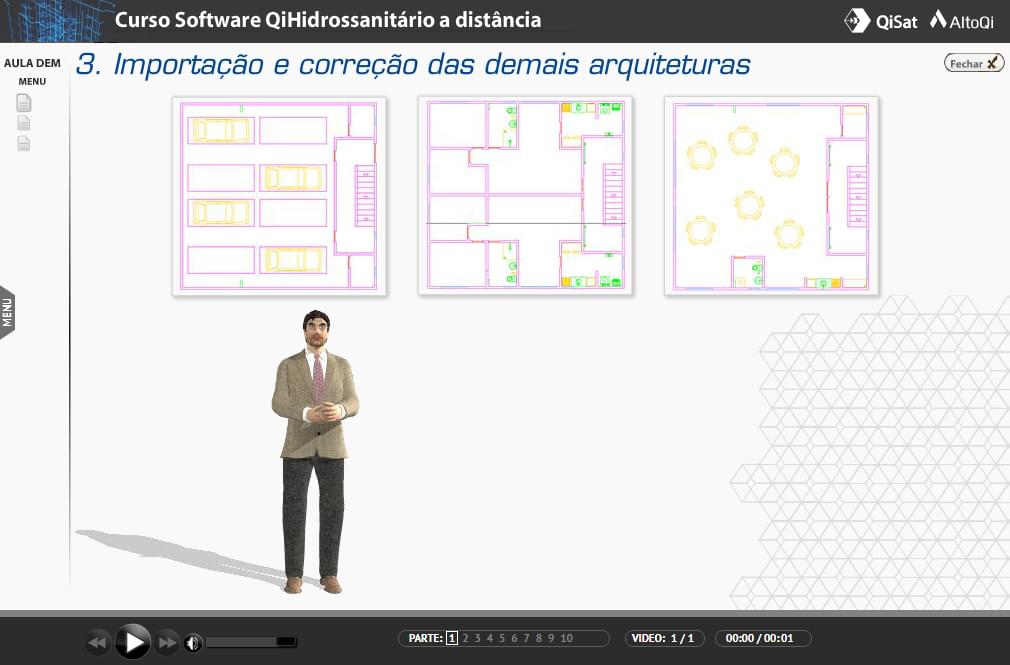 Curso Software QiHidrossanitário a distância
QiSat
AltoQi
AULA DEM
MENU
3. Importação e correção das demais arquiteturas
Fechar
MENU
PARTE: 1 2 3 4 5 6 7 8 9 10
VIDEO: 1 / 1
00:00 / 00:01